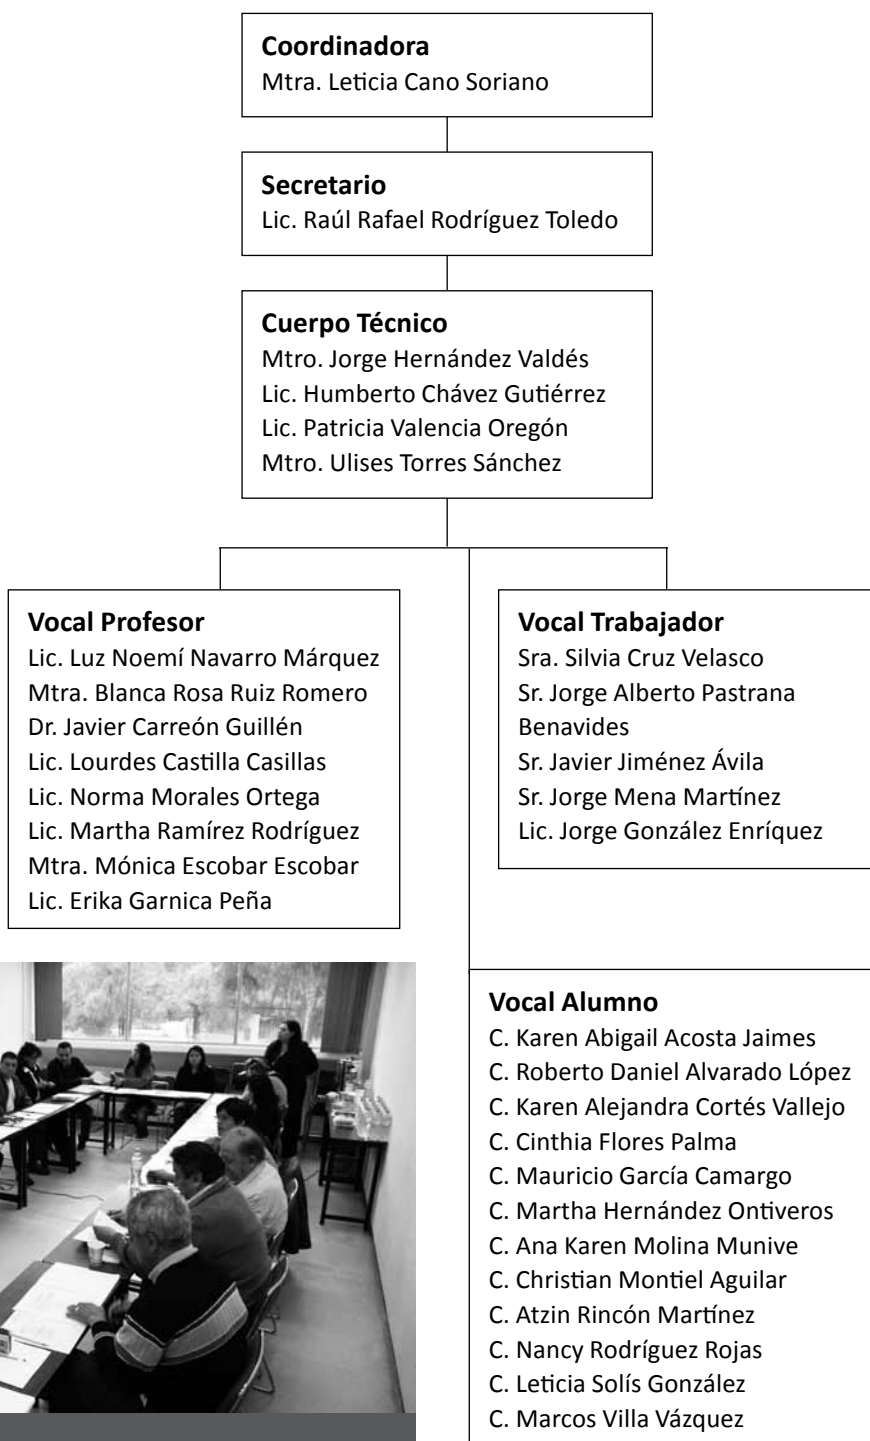 Coordinadora
Mtra. Leticia Cano Soriano
Secretario
Lic. Raúl Rafael Rodríguez Toledo
Cuerpo Técnico
Mtro. Jorge Hernández Valdés
Lic. Humberto Chávez Gutiérrez
Lic. Patricia Valencia Oregón
Mtro. Ulises Torres Sánchez
Vocal Profesor
Lic. Luz Noemí Navarro Márquez
Mtra. Blanca Rosa Ruiz Romero
Dr. Javier Carreón Guillén
Lic. Lourdes Castilla Casillas
Lic. Norma Morales Ortega
Lic. Martha Ramírez Rodríguez
Mtra. Mónica Escobar Escobar
Lic. Erika Garnica Peña
Vocal Trabajador
Sra. Silvia Cruz Velasco
Sr. Jorge Alberto Pastrana
Benavides
Sr. Javier Jiménez Ávila
Sr. Jorge Mena Martínez
Lic. Jorge González Enríquez
Vocal Alumno
C. Karen Abigail Acosta Jaimes
C. Roberto Daniel Alvarado López
C. Karen Alejandra Cortés Vallejo
C. Cinthia Flores Palma
C. Mauricio García Camargo
C. Martha Hernández Ontiveros
C. Ana Karen Molina Munive
C. Christian Montiel Aguilar
C. Atzin Rincón Martínez
C. Nancy Rodríguez Rojas
C. Leticia Solís González
C. Marcos Villa Vázquez